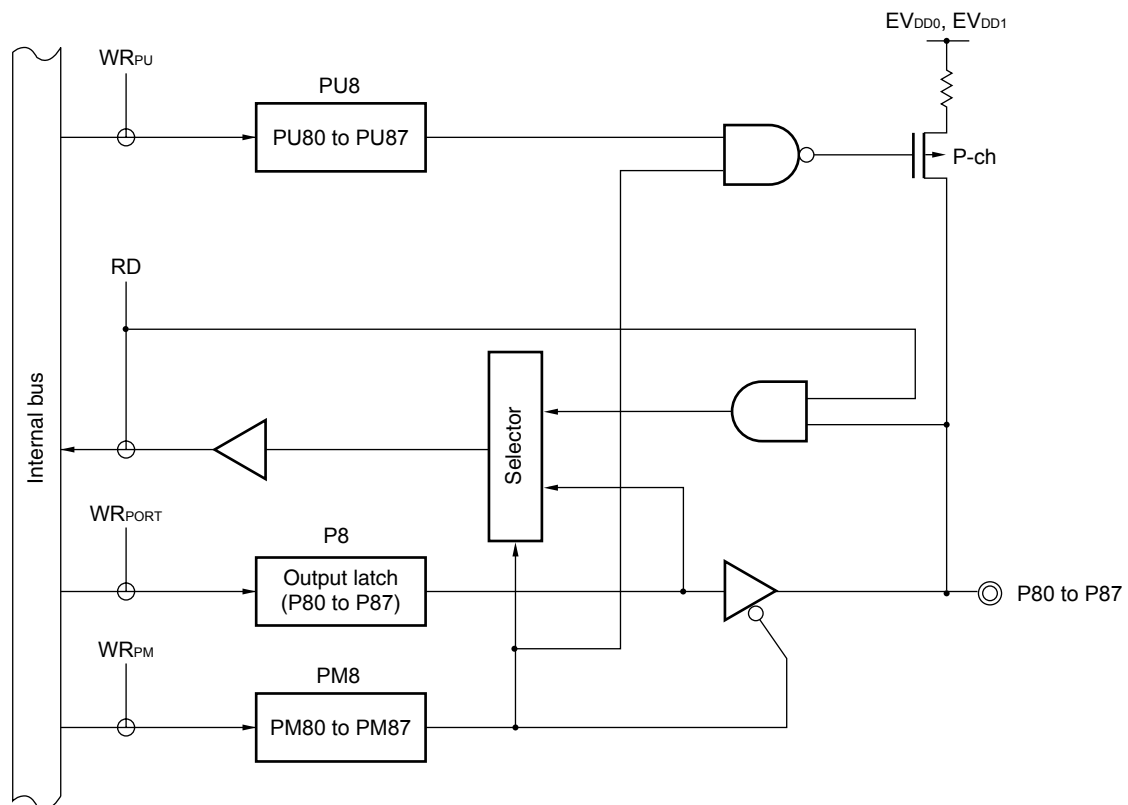 EVDD0, EVDD1
WRPU
PU8
PU80 to PU87
P-ch
RD
Internal bus
Selector
WRPORT
P8
Output latch
(P80 to P87)
P80 to P87
WRPM
PM8
PM80 to PM87